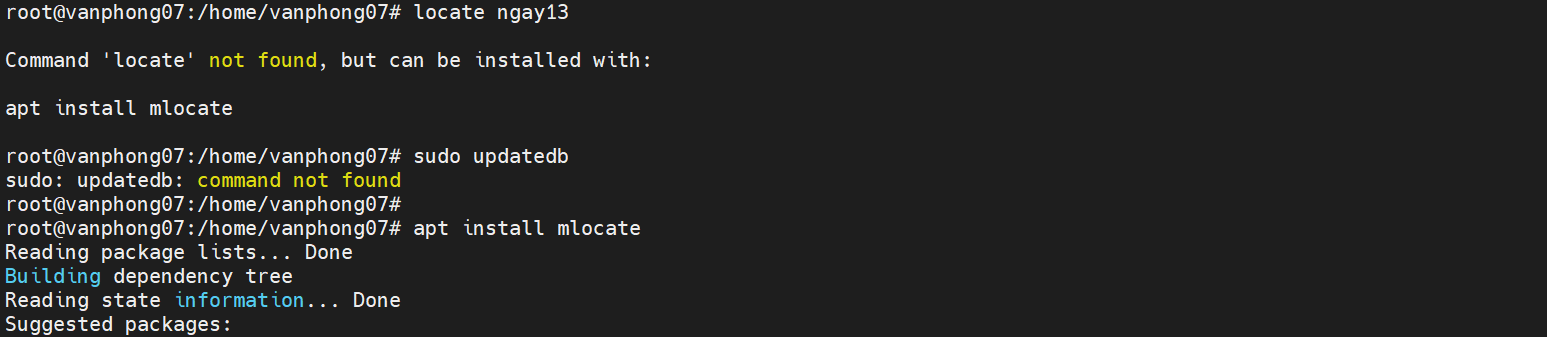 root@vanphong07:/home/vanphong07# locate ngay13
Command 'locate' not found, but can be installed with:
apt install mlocate
root@vanphong07:/home/vanphong07# sudo updatedb
sudo: updatedb: command not found
root@vanphong07:/home/vanphong07#
root@vanphong07:/home/vanphong07# apt install mlocate
Reading package lists... Done
Building dependency tree
Reading state information... Done
Suggested packages: